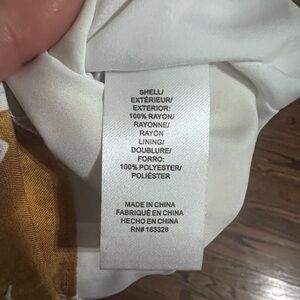 SHELL/
EXTÉRIEUR/
EXTERIOR:
100% RAYON/
RAYONNE/
RAYÓN
LINING/
DOUBLURE/
FORRO:
100% POLYESTER/
POLIÉSTER
MADE IN CHINA
FABRIQUÉ EN CHINA
HECHO EN CHINA
RN# 163328